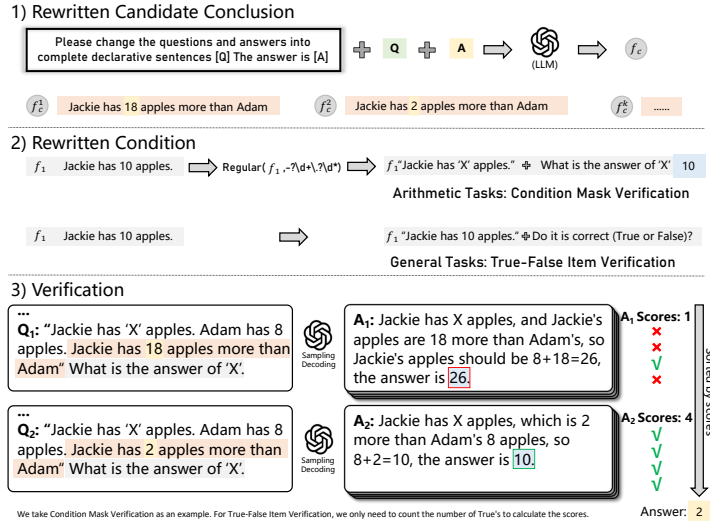 1) Rewritten Candidate Conclusion
Please change the questions and answers into
complete declarative sentences [Q] The answer is [A]
Q
A
(LLM)
f_c
f_c^1 Jackie has 18 apples more than Adam
f_c^2 Jackie has 2 apples more than Adam
f_c^k ......
2) Rewritten Condition
f_1 Jackie has 10 apples.
Regular( f_1 ,-?\d+\.?\d*)
f_1"Jackie has 'X' apples." + What is the answer of 'X' 10
Arithmetic Tasks: Condition Mask Verification
f_1 Jackie has 10 apples.
f_1 "Jackie has 10 apples." + Do it is correct (True or False)?
General Tasks: True-False Item Verification
3) Verification
...
Q1: "Jackie has 'X' apples. Adam has 8
apples. Jackie has 18 apples more than
Adam" What is the answer of 'X'.
Sampling
Decoding
A1: Jackie has X apples, and Jackie's
apples are 18 more than Adam's, so
Jackie's apples should be 8+18=26,
the answer is 26.
A1 Scores: 1
...
Q2: "Jackie has 'X' apples. Adam has 8
apples. Jackie has 2 apples more than
Adam" What is the answer of 'X'.
Sampling
Decoding
A2: Jackie has X apples, which is 2
more than Adam's 8 apples, so
8+2=10, the answer is 10.
A2 Scores: 4
Sorted by scores
We take Condition Mask Verification as an example. For True-False Item Verification, we only need to count the number of True's to calculate the scores.
Answer: 2